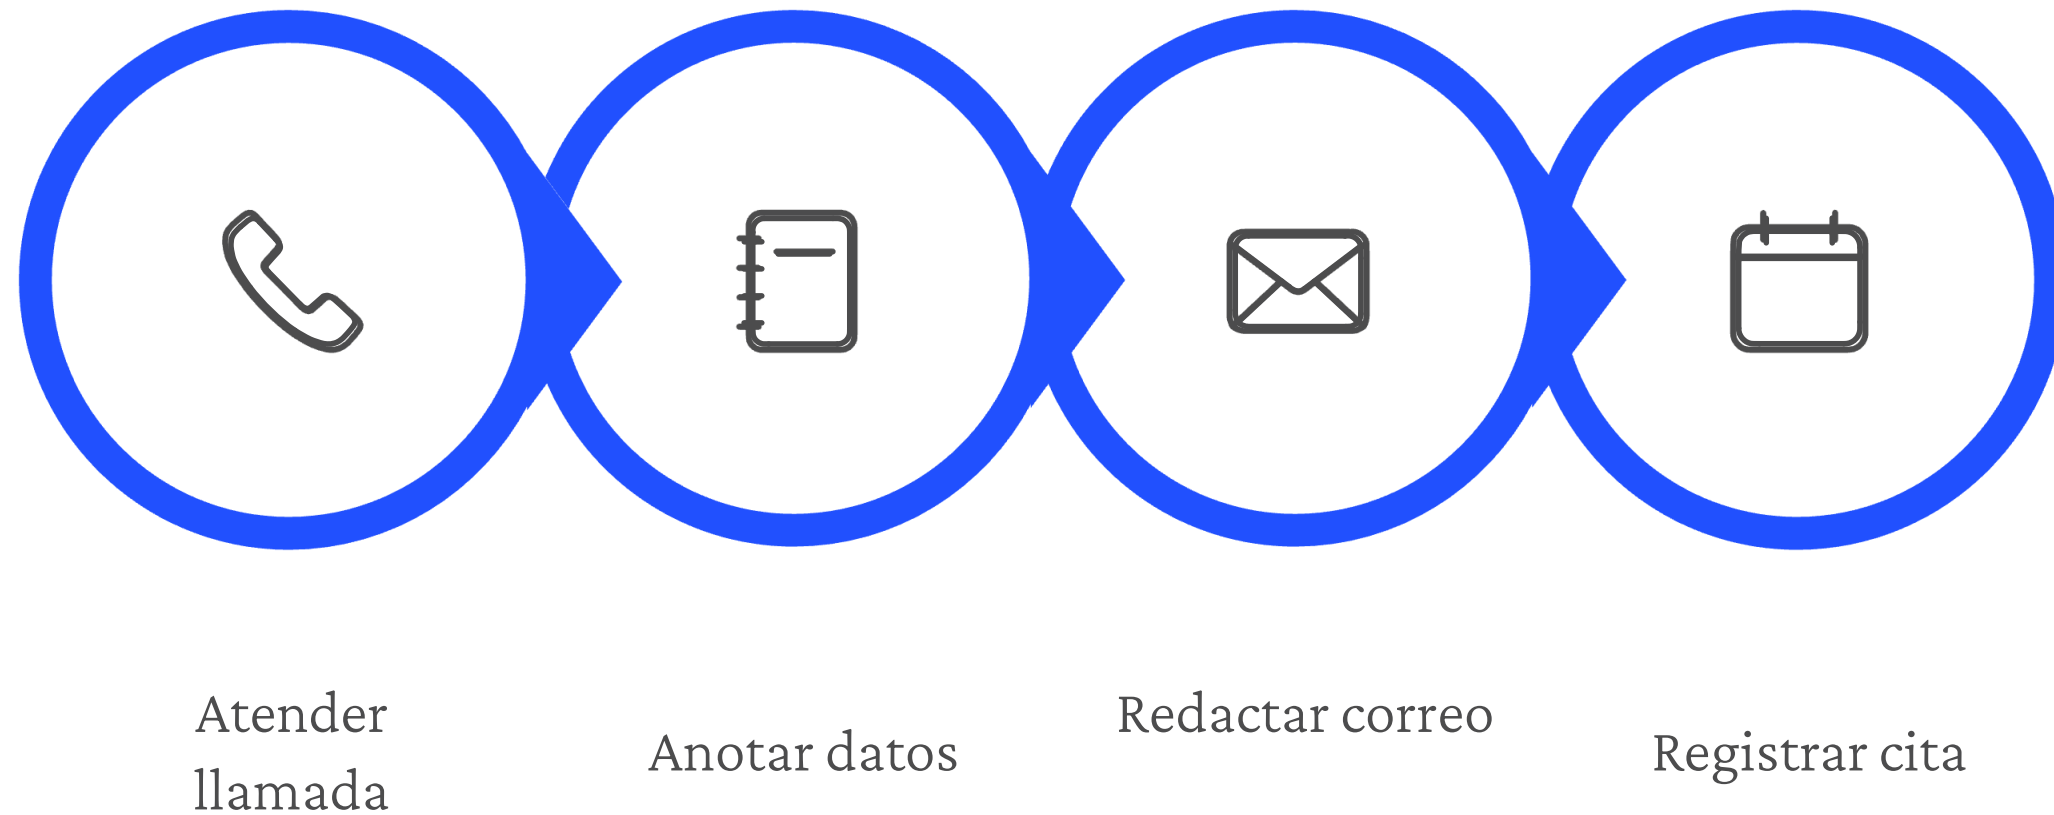 Atender
llamada
Anotar datos
Redactar correo
Registrar cita